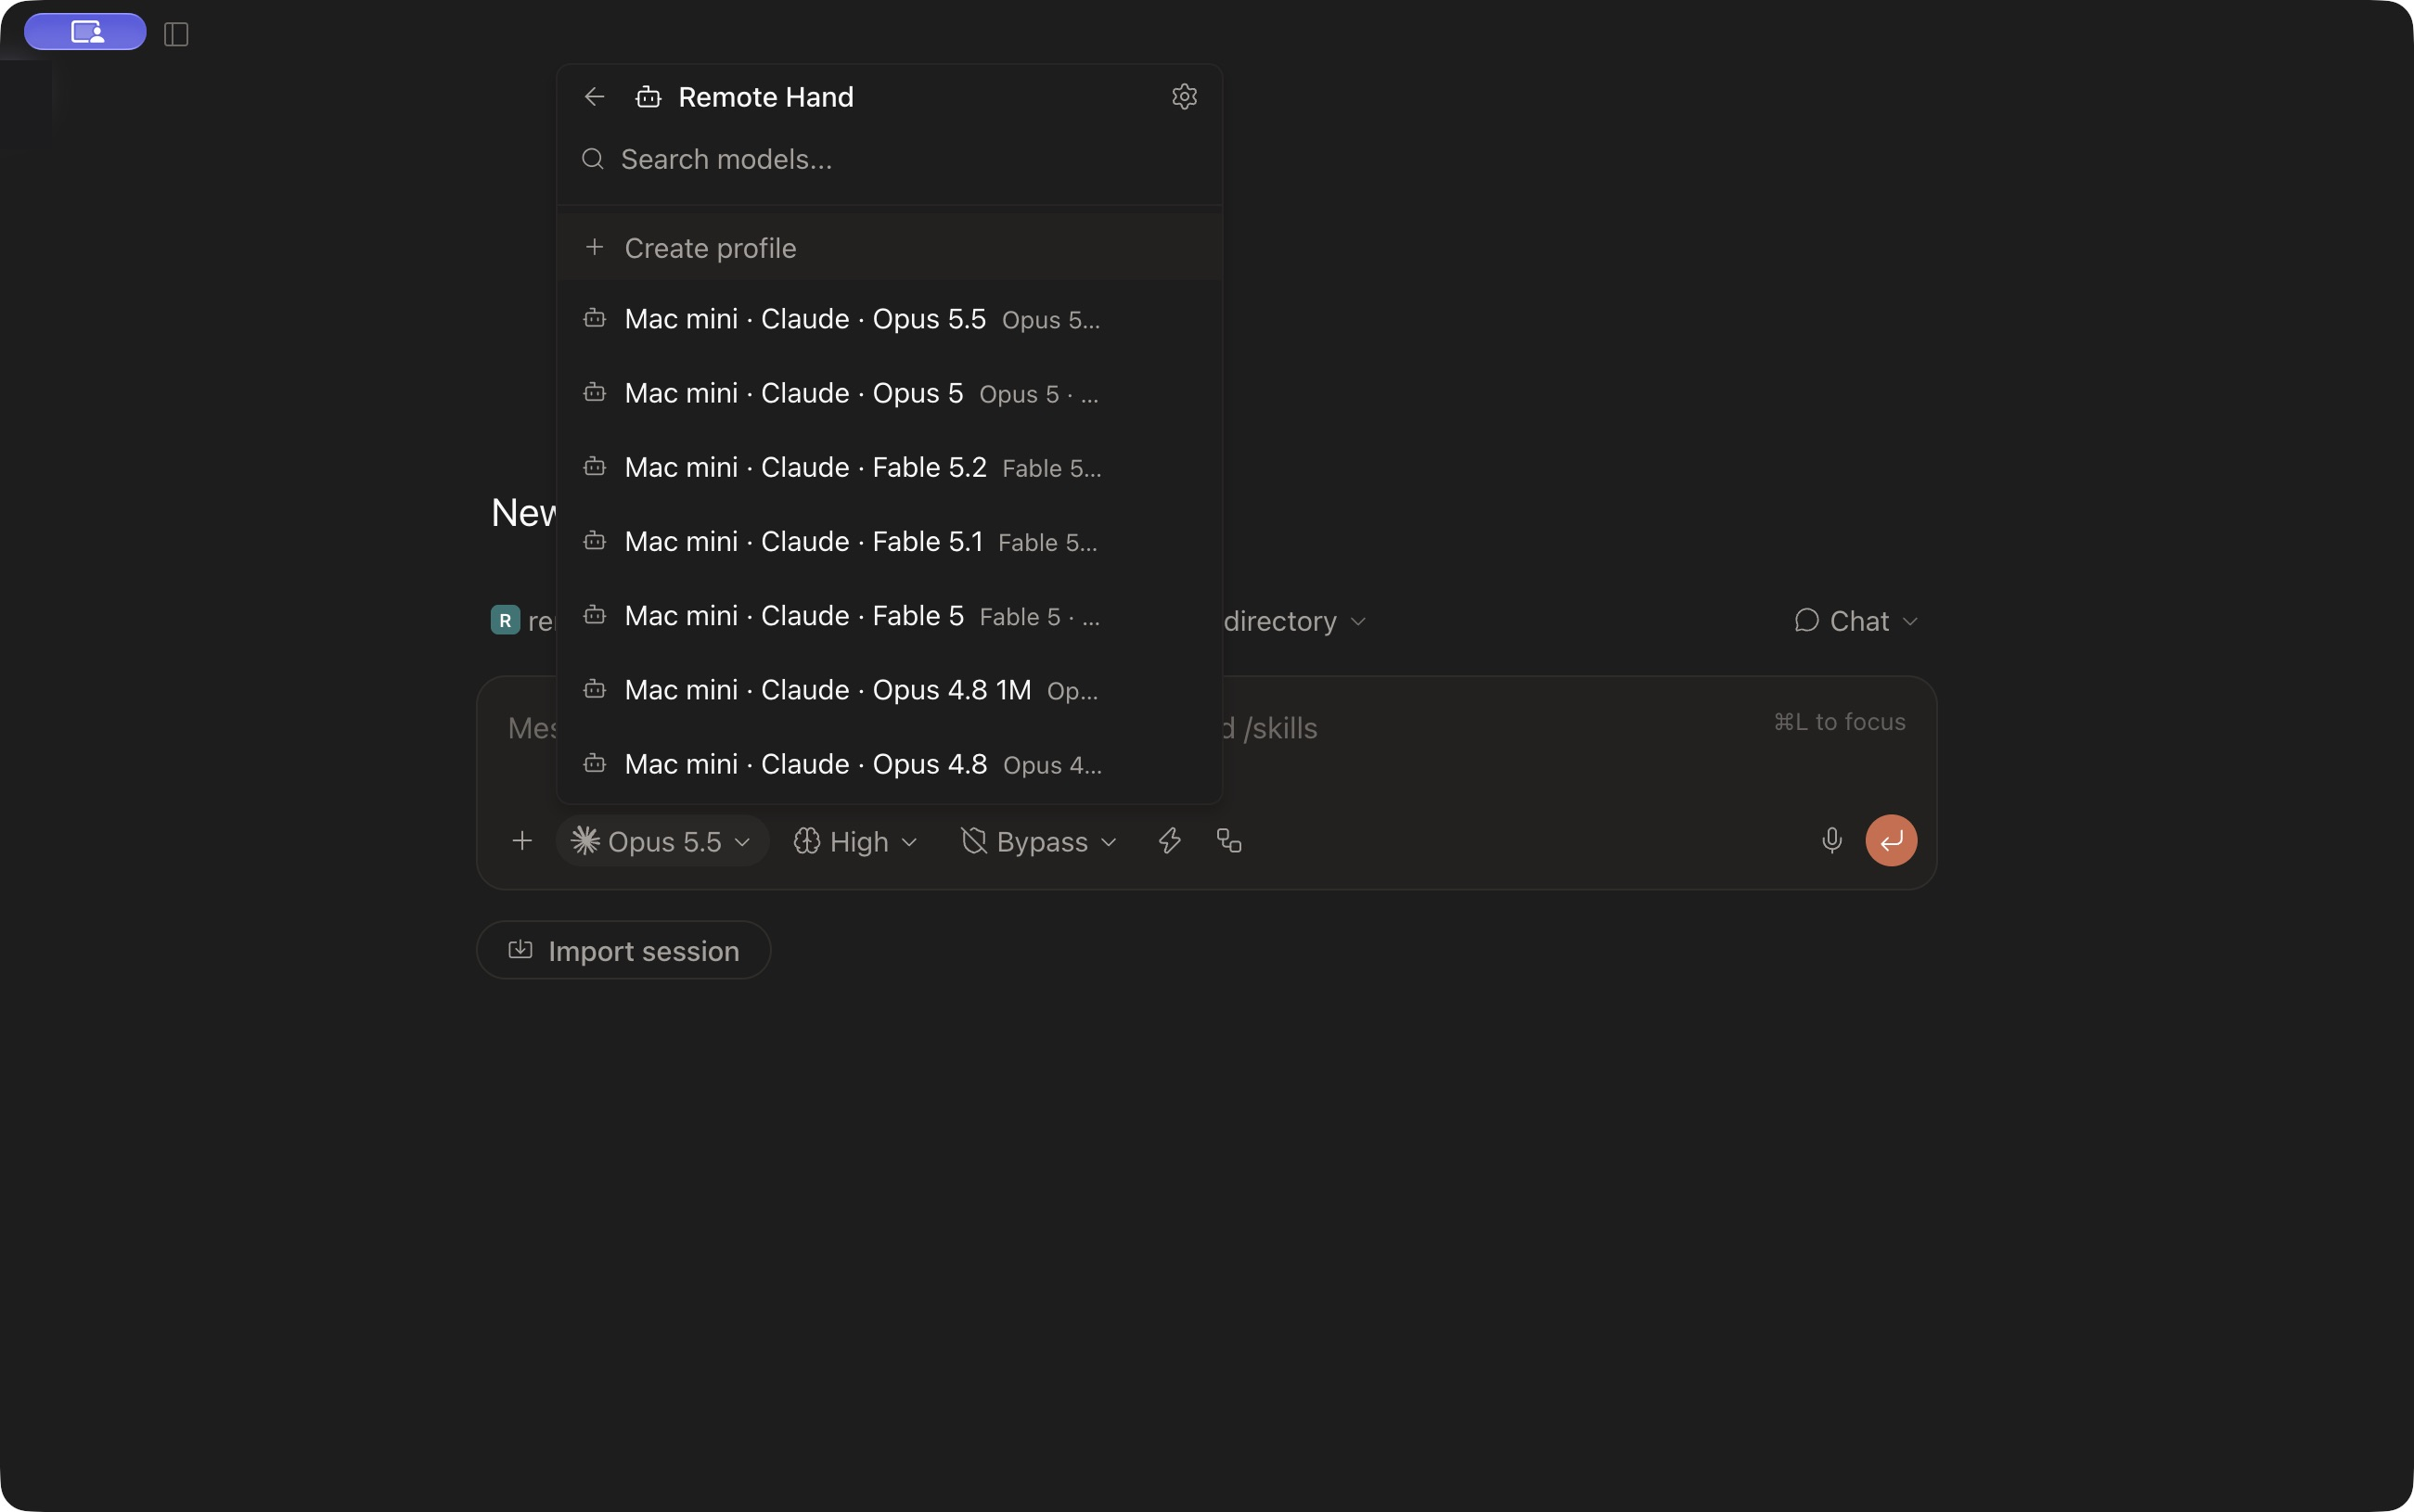 Remote Hand
Search models...
Create profile
Mac mini · Claude · Opus 5.5 Opus 5...
Mac mini · Claude · Opus 5 Opus 5 · ...
Mac mini · Claude · Fable 5.2 Fable 5...
New
Mac mini · Claude · Fable 5.1 Fable 5...
Mac mini · Claude · Fable 5 Fable 5 · ...
R
directory
Chat
Mac mini · Claude · Opus 4.8 1M Op...
/skills
⌘L to focus
Mac mini · Claude · Opus 4.8 Opus 4...
Opus 5.5
High
Bypass
Import session